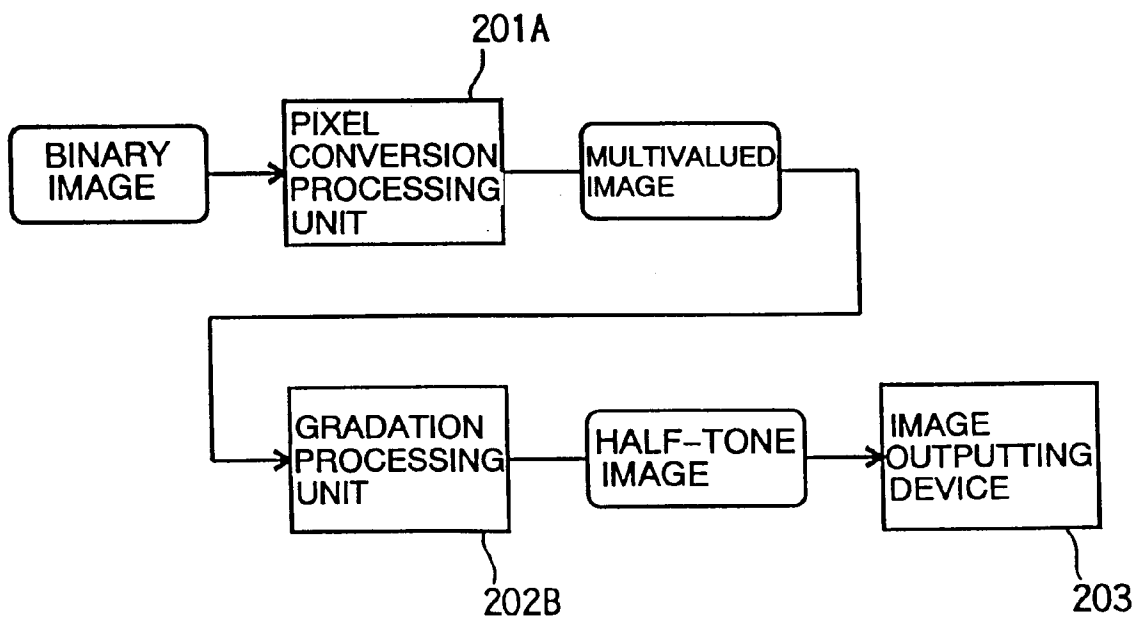 201A
BINARY
IMAGE
PIXEL
CONVERSION
PROCESSING
UNIT
MULTIVALUED
IMAGE
GRADATION
PROCESSING
UNIT
HALF-TONE
IMAGE
IMAGE
OUTPUTTING
DEVICE
202B
203